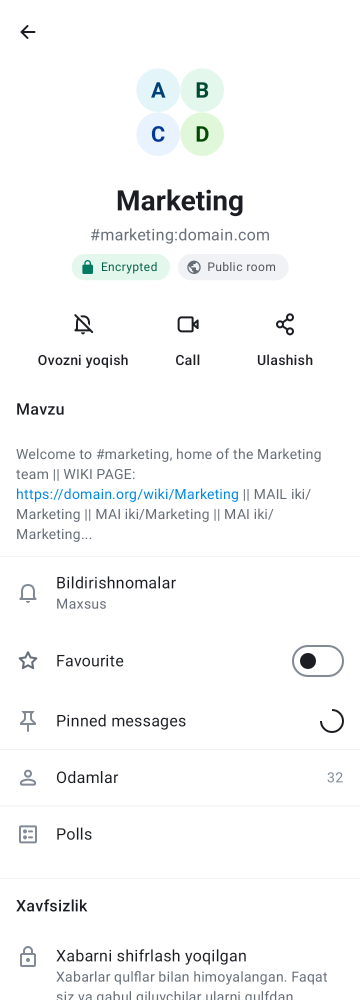 A B
C D
Marketing
#marketing:domain.com
Encrypted Public room
Ovozni yoqish Call Ulashish
Mavzu
Welcome to #marketing, home of the Marketing
team || WIKI PAGE:
https://domain.org/wiki/Marketing || MAIL iki/
Marketing || MAI iki/Marketing || MAI iki/
Marketing...
Bildirishnomalar
Maxsus
Favourite
Pinned messages
Odamlar 32
Polls
Xavfsizlik
Xabarni shifrlash yoqilgan
Xabarlar qulflar bilan himoyalangan. Faqat
siz va qabul qiluvchilar ularni qulfdan